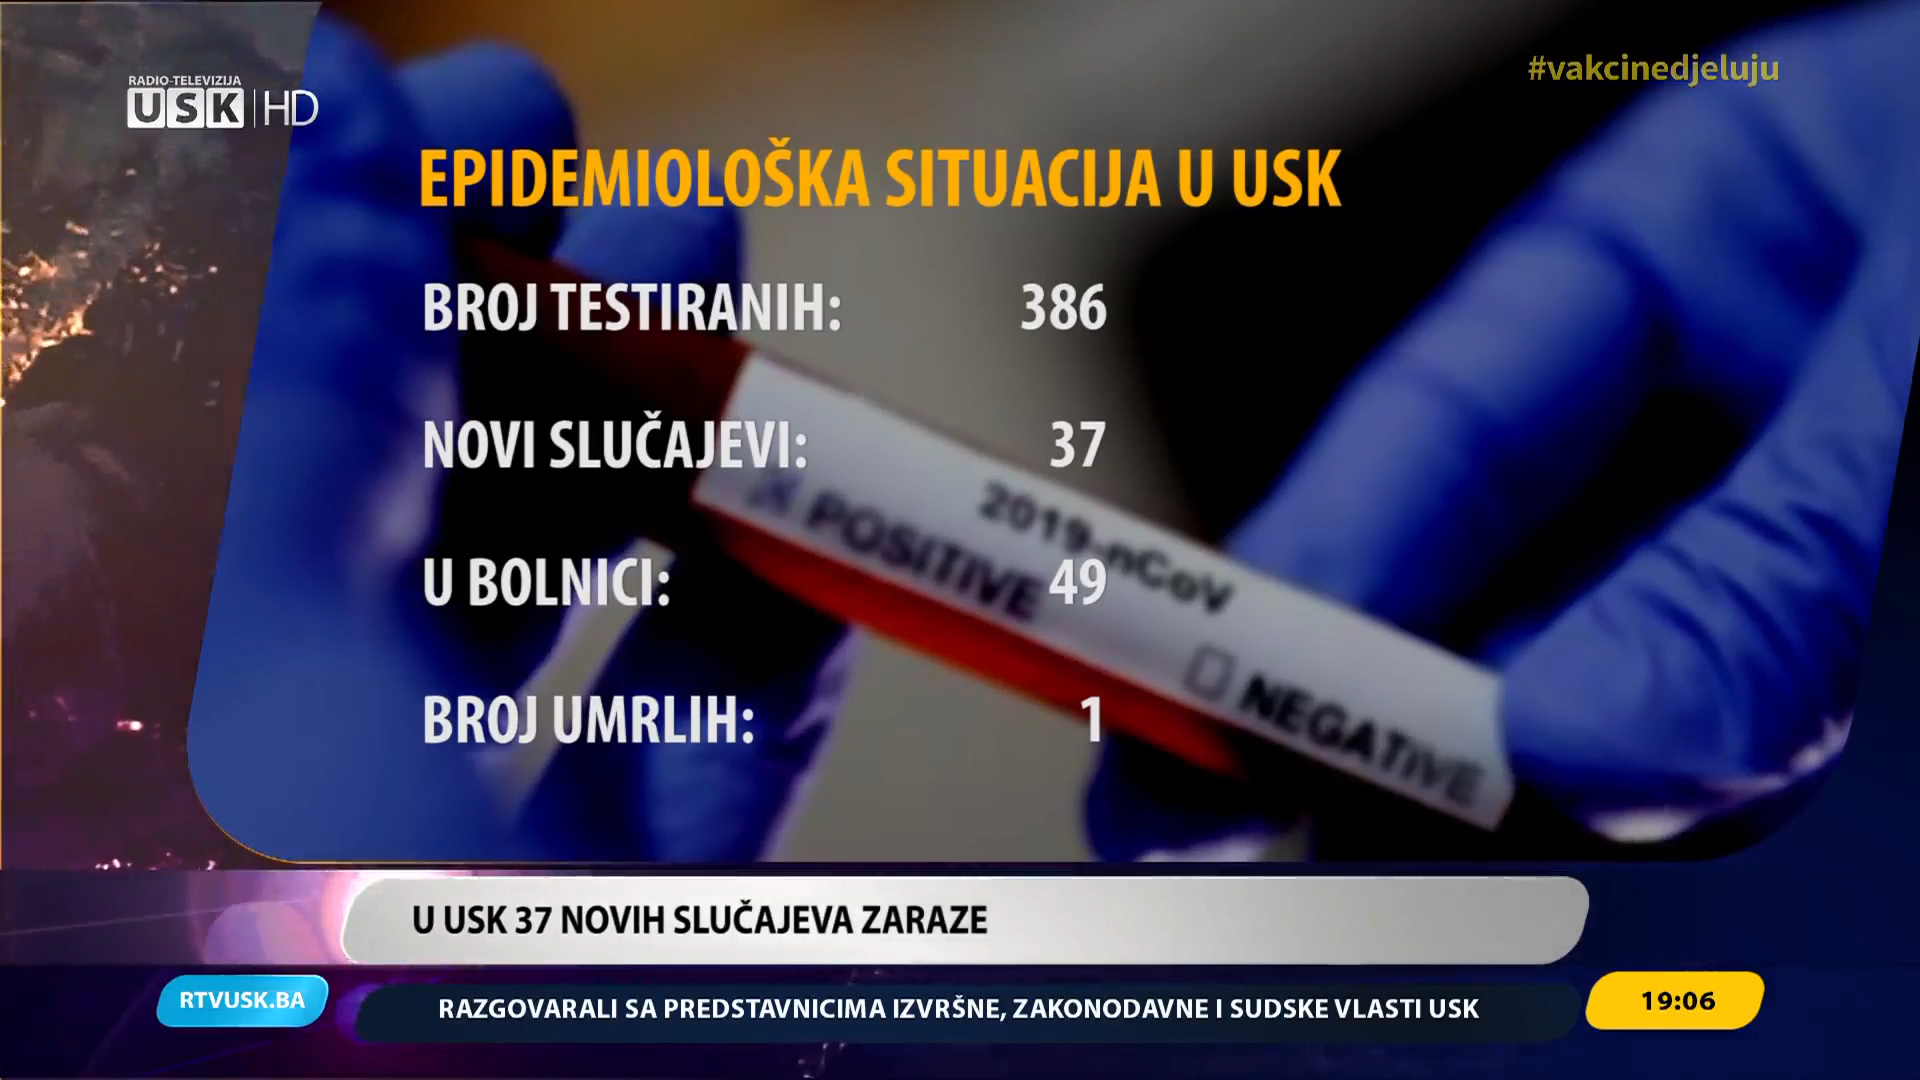 RADIO-TELEVIZIJA
USK HD
#vakcinedjeluju
EPIDEMIOLOŠKA SITUACIJA U USK
BROJ TESTIRANIH: 386
NOVI SLUČAJEVI: 37
U BOLNICI: 49
BROJ UMRLIH: 1
2019-nCoV
POSITIVE
NEGATIVE
U USK 37 NOVIH SLUČAJEVA ZARAZE
RTVUSK.BA
RAZGOVARALI SA PREDSTAVNICIMA IZVRŠNE, ZAKONODAVNE I SUDSKE VLASTI USK
19:06